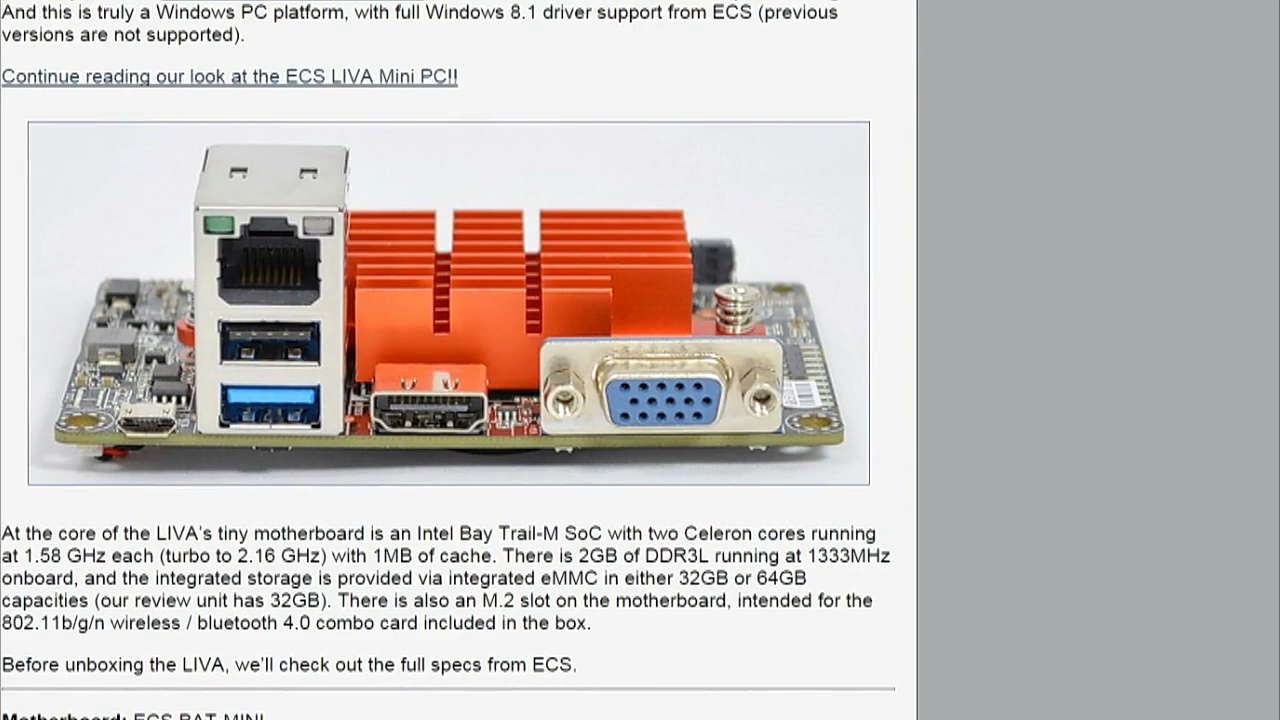 And this is truly a Windows PC platform, with full Windows 8.1 driver support from ECS (previous
versions are not supported).
Continue reading our look at the ECS LIVA Mini PC!!
At the core of the LIVA's tiny motherboard is an Intel Bay Trail-M SoC with two Celeron cores running
at 1.58 GHz each (turbo to 2.16 GHz) with 1MB of cache. There is 2GB of DDR3L running at 1333MHz
onboard, and the integrated storage is provided via integrated eMMC in either 32GB or 64GB
capacities (our review unit has 32GB). There is also an M.2 slot on the motherboard, intended for the
802.11b/g/n wireless / bluetooth 4.0 combo card included in the box.
Before unboxing the LIVA, we'll check out the full specs from ECS.
Motherboard: ECS BAT-MINI